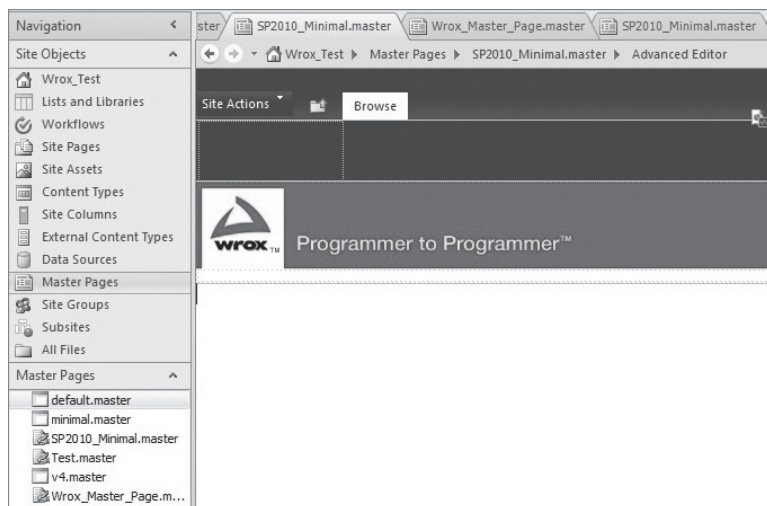 Navigation <
Site Objects
Wrox_Test
Lists and Libraries
Workflows
Site Pages
Site Assets
Content Types
Site Columns
External Content Types
Data Sources
Master Pages
Site Groups
Subsites
All Files
Master Pages
default.master
minimal.master
SP2010_Minimal.master
Test.master
v4.master
Wrox_Master_Page.m...
ster SP2010_Minimal.master Wrox_Master_Page.master SP2010_Minimal.master
Wrox_Test Master Pages SP2010_Minimal.master Advanced Editor
Site Actions Browse
wrox™ Programmer to Programmer™